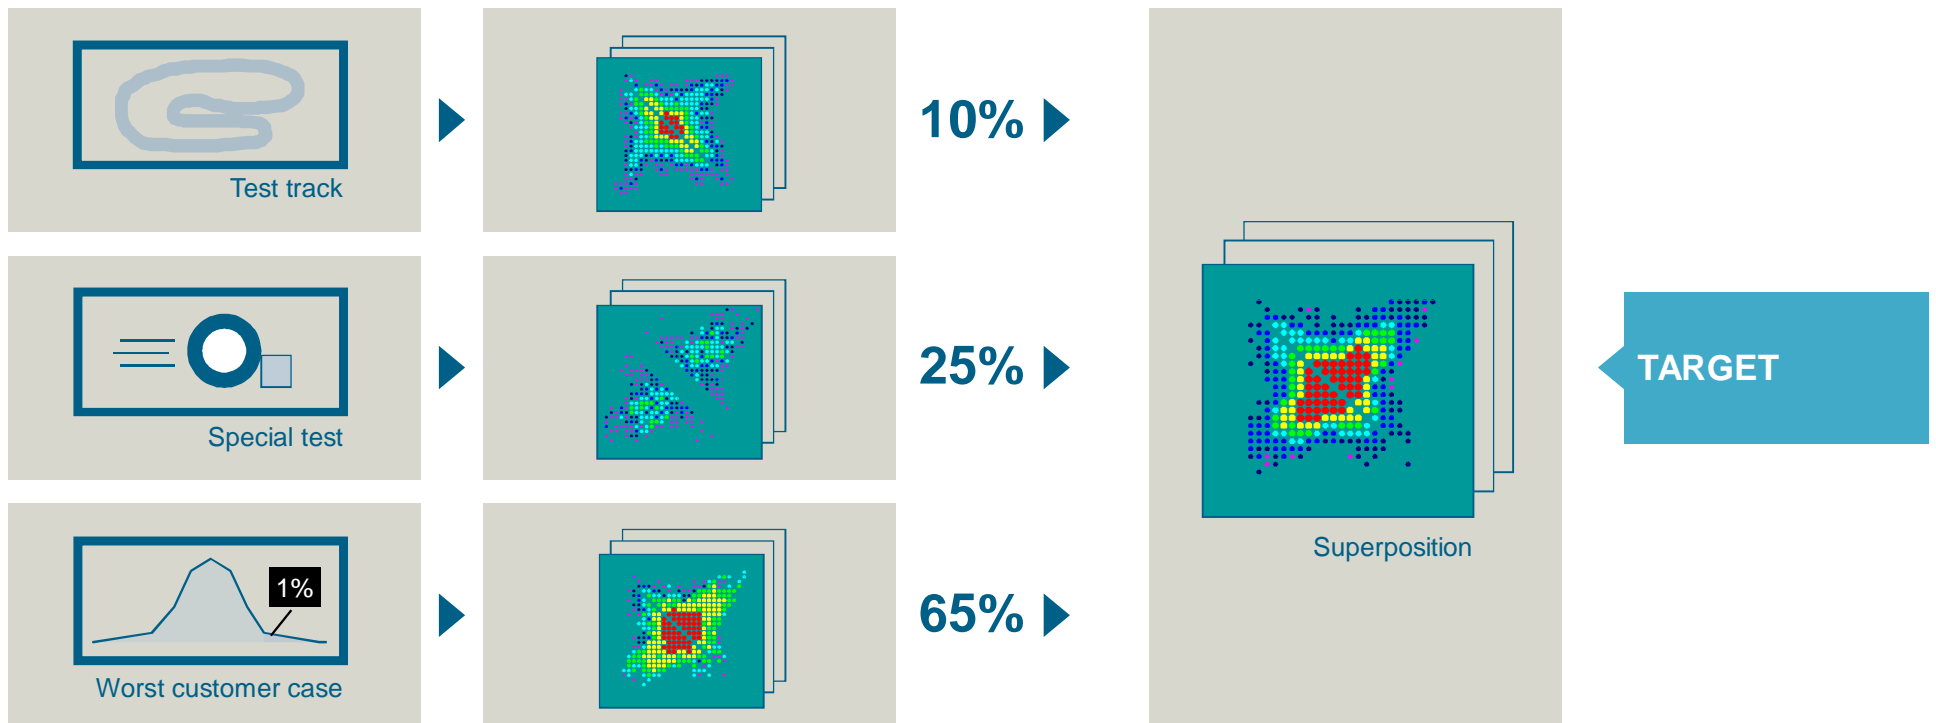 Test track
10%
Special test
25%
1%
Worst customer case
65%
Superposition
TARGET